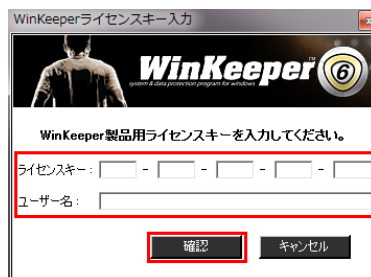 WinKeeperライセンスキー入力
WinKeeper 6
system & data protection program for windows
WinKeeper製品用ライセンスキーを入力してください。
ライセンスキー： - - - -
ユーザー名：
確認 キャンセル